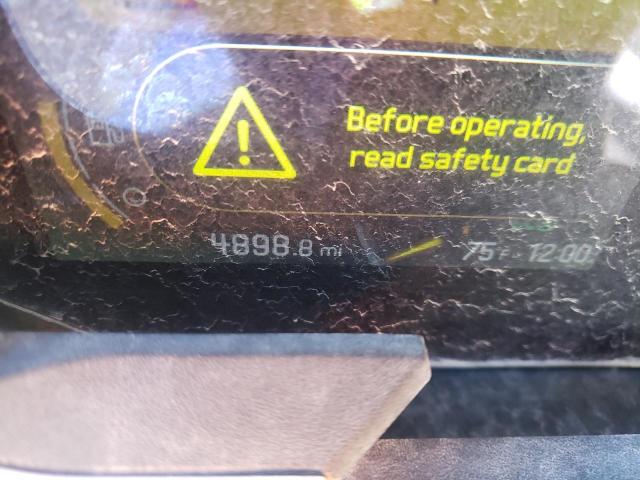 Before operating,
read safety card
4898.8 mi 75 F 12:00